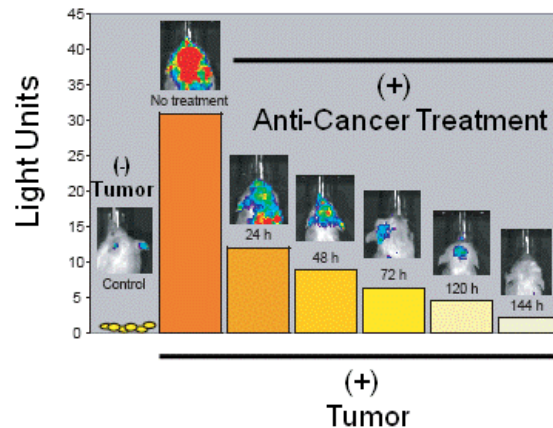 Light Units
45
40
35
30
25
20
15
10
5
0
(-)
Tumor
Control
No treatment
(+)
Anti-Cancer Treatment
24 h
48 h
72 h
120 h
144 h
(+)
Tumor